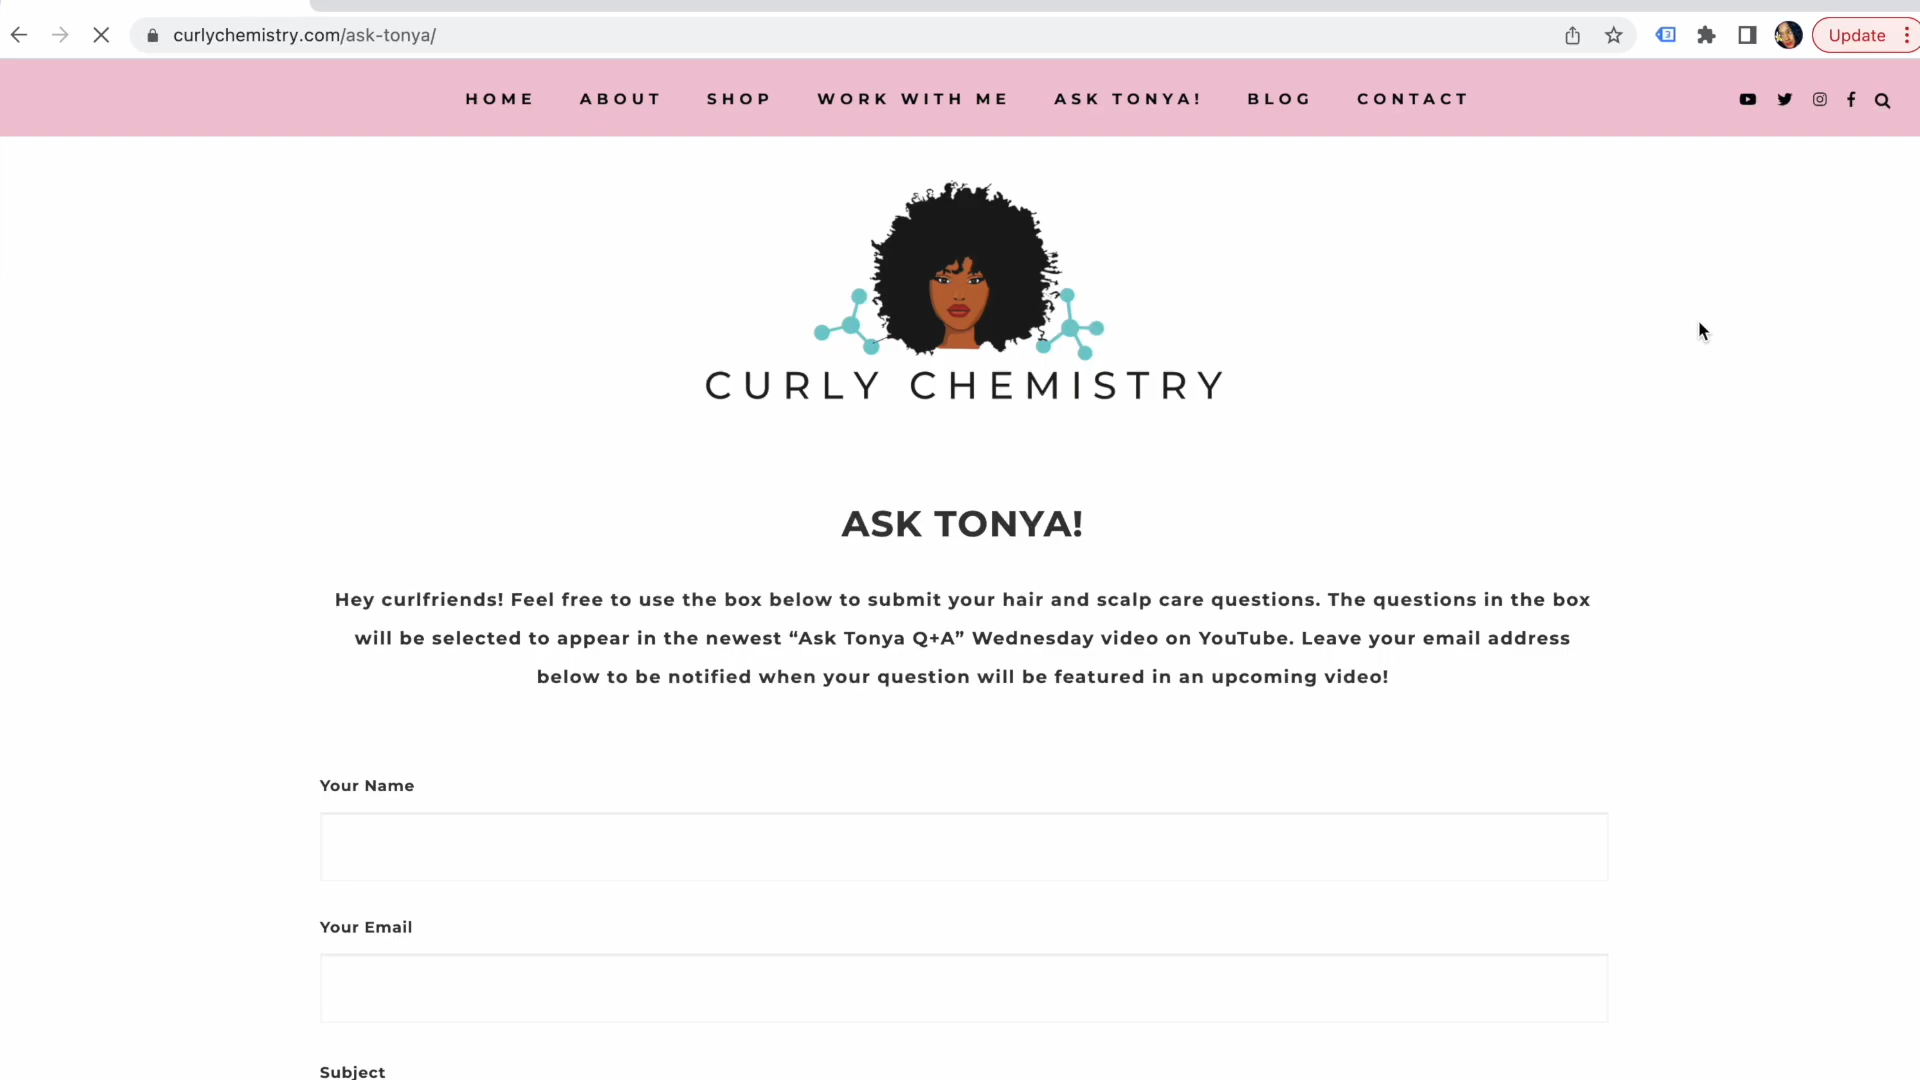 curlychemistry.com/ask-tonya/
Update
HOME ABOUT SHOP WORK WITH ME ASK TONYA! BLOG CONTACT
CURLY CHEMISTRY
ASK TONYA!
Hey curlfriends! Feel free to use the box below to submit your hair and scalp care questions. The questions in the box
will be selected to appear in the newest “Ask Tonya Q+A” Wednesday video on YouTube. Leave your email address
below to be notified when your question will be featured in an upcoming video!
Your Name
Your Email
Subject